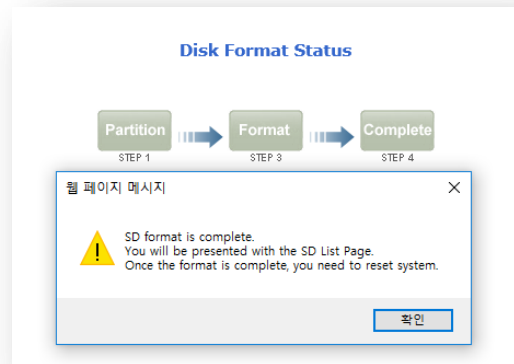 Disk Format Status
Partition
Format
Complete
STEP 1
STEP 3
STEP 4
웹 페이지 메시지
SD format is complete.
You will be presented with the SD List Page.
Once the format is complete, you need to reset system.
확인